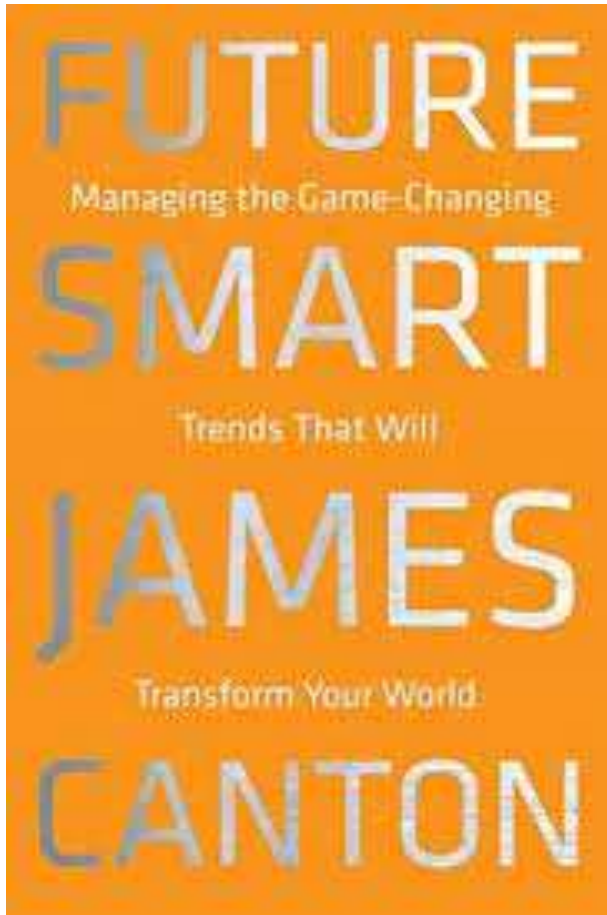 FUTURE
Managing the Game-Changing
SMART
Trends That Will
JAMES
Transform Your World
CANTON